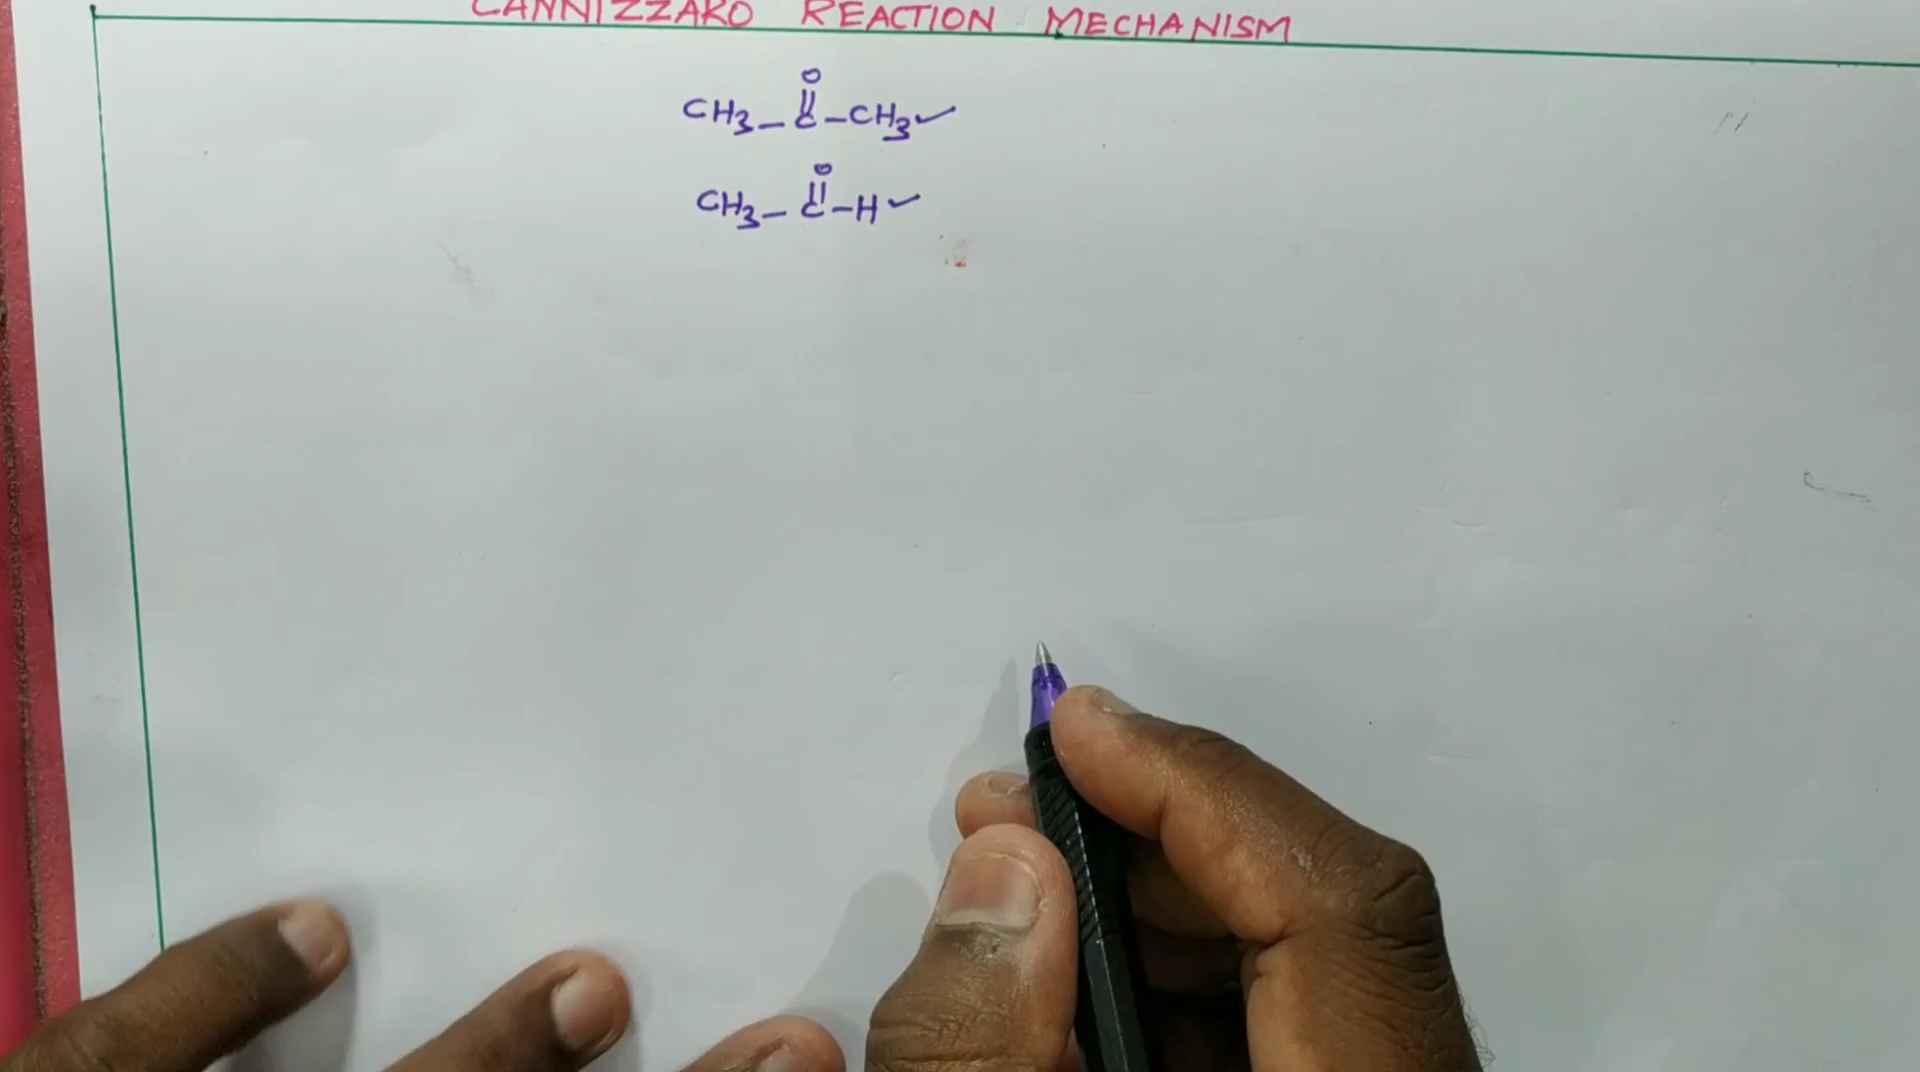 CANNIZZARO REACTION MECHANISM
O
CH3 – C – CH3 ✓
O
CH3 – C – H ✓